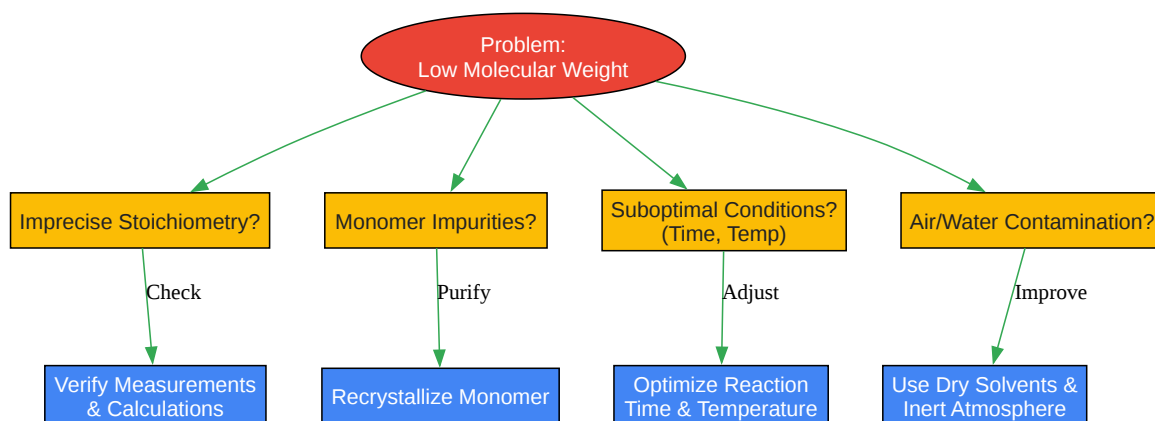 Problem:
Low Molecular Weight
Imprecise Stoichiometry?
Monomer Impurities?
Suboptimal Conditions?
(Time, Temp)
Air/Water Contamination?
Check
Purify
Adjust
Improve
Verify Measurements
& Calculations
Recrystallize Monomer
Optimize Reaction
Time & Temperature
Use Dry Solvents &
Inert Atmosphere